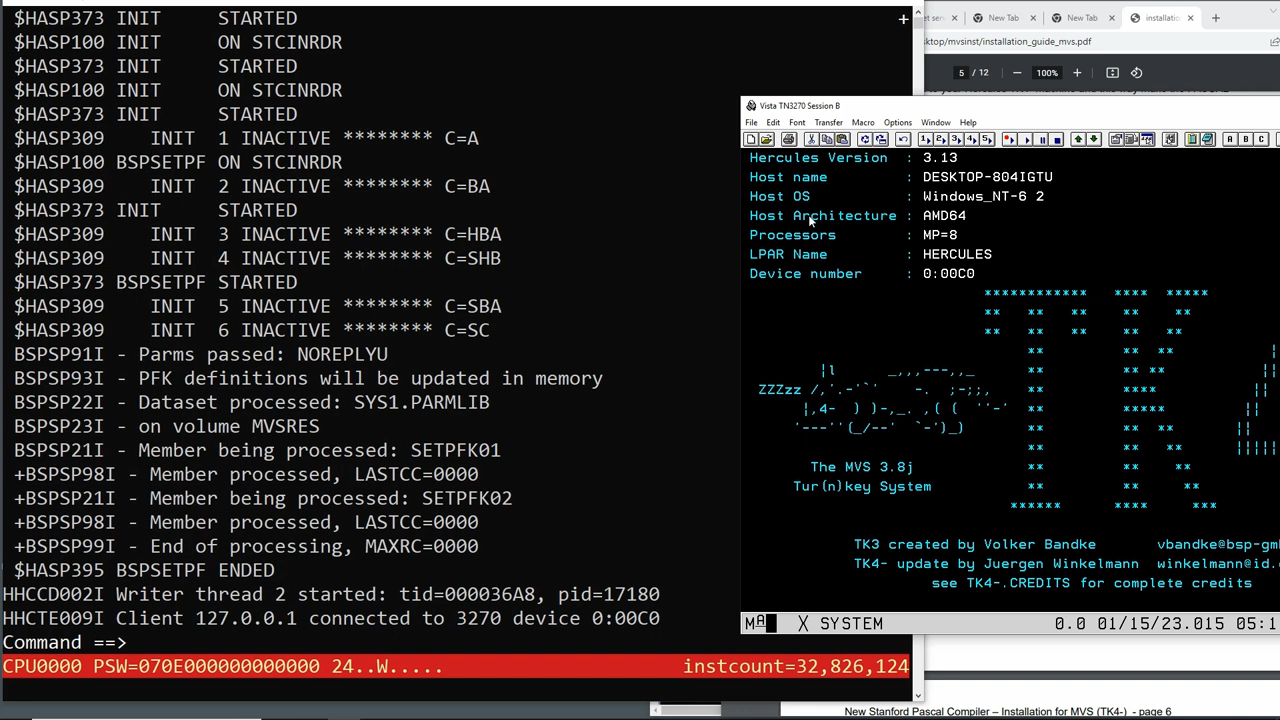 $HASP373 INIT     STARTED
$HASP100 INIT     ON STCINRDR
$HASP373 INIT     STARTED
$HASP100 INIT     ON STCINRDR
$HASP373 INIT     STARTED
$HASP309    INIT  1 INACTIVE ******** C=A
$HASP100 BSPSETPF ON STCINRDR
$HASP309    INIT  2 INACTIVE ******** C=BA
$HASP373 INIT     STARTED
$HASP309    INIT  3 INACTIVE ******** C=HBA
$HASP309    INIT  4 INACTIVE ******** C=SHB
$HASP373 BSPSETPF STARTED
$HASP309    INIT  5 INACTIVE ******** C=SBA
$HASP309    INIT  6 INACTIVE ******** C=SC
BSPSP91I - Parms passed: NOREPLYU
BSPSP93I - PFK definitions will be updated in memory
BSPSP22I - Dataset processed: SYS1.PARMLIB
BSPSP23I - on volume MVSRES
BSPSP21I - Member being processed: SETPFK01
+BSPSP98I - Member processed, LASTCC=0000
+BSPSP21I - Member being processed: SETPFK02
+BSPSP98I - Member processed, LASTCC=0000
+BSPSP99I - End of processing, MAXRC=0000
$HASP395 BSPSETPF ENDED
HHCCD002I Writer thread 2 started: tid=000036A8, pid=17180
HHCTE009I Client 127.0.0.1 connected to 3270 device 0:00C0
Command ==>
CPU0000 PSW=070E000000000000 24..W..... instcount=32,826,124
New Tab New Tab
sktop/mvsinst/installation_guide_mvs.pdf
5 / 12 100%
Vista TN3270 Session B
File Edit Font Transfer Macro Options Window Help
Hercules Version : 3.13
Host name : DESKTOP-804IGTU
Host OS : Windows_NT-6 2
Host Architecture : AMD64
Processors : MP=8
LPAR Name : HERCULES
Device number : 0:00C0
TK
ZZZzz
The MVS 3.8j
Tur(n)key System
TK3 created by Volker Bandke vbandke@bsp-gm
TK4- update by Juergen Winkelmann winkelmann@id.
see TK4-.CREDITS for complete credits
MA X SYSTEM 0.0 01/15/23.015 05:1
New Stanford Pascal Compiler – Installation for MVS (TK4-) - page 6